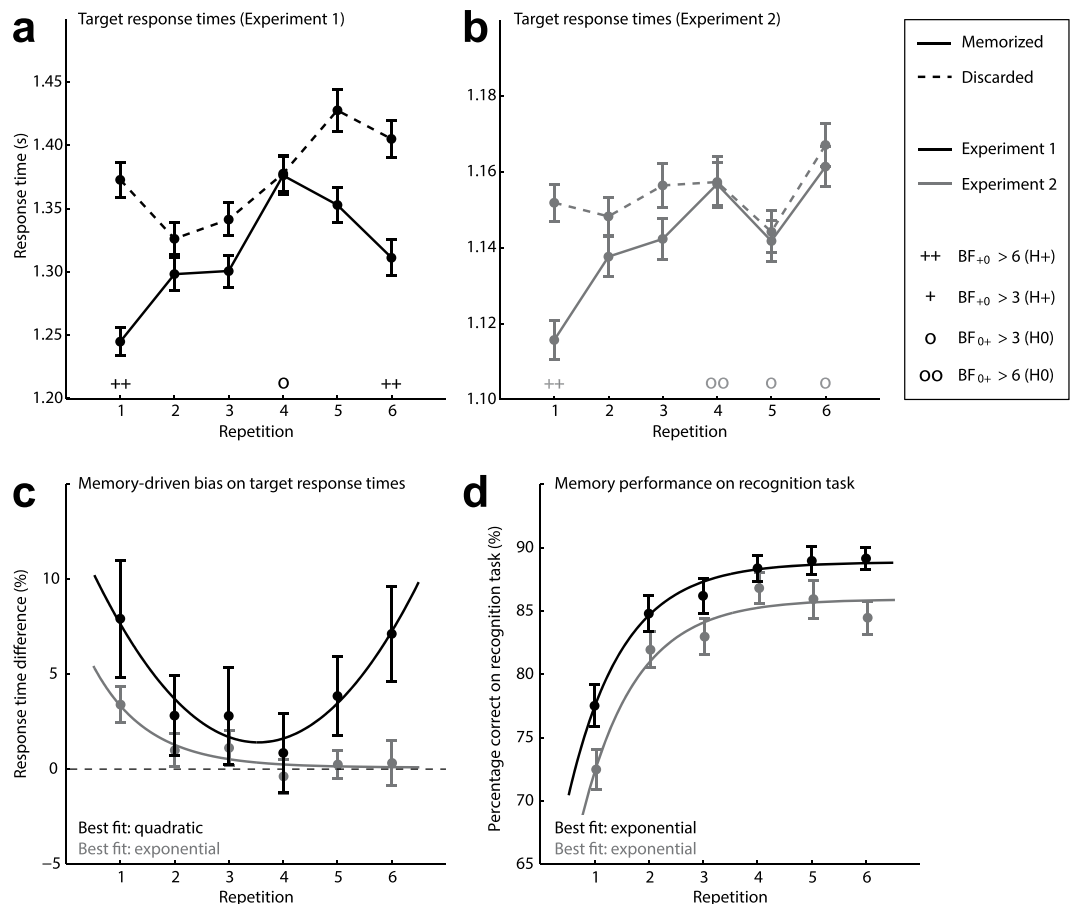 a
Target response times (Experiment 1)
Response time (s)
1.45
1.40
1.35
1.30
1.25
1.20
++ o ++
1 2 3 4 5 6
Repetition
b
Target response times (Experiment 2)
1.18
1.16
1.14
1.12
1.10
++ oo o o
1 2 3 4 5 6
Repetition
Memorized
Discarded
Experiment 1
Experiment 2
++ BF+0 > 6 (H+)
+ BF+0 > 3 (H+)
o BF0+ > 3 (H0)
oo BF0+ > 6 (H0)
c
Memory-driven bias on target response times
Response time difference (%)
10
5
0
−5
Best fit: quadratic
Best fit: exponential
1 2 3 4 5 6
Repetition
d
Memory performance on recognition task
Percentage correct on recognition task (%)
90
85
80
75
70
65
Best fit: exponential
Best fit: exponential
1 2 3 4 5 6
Repetition